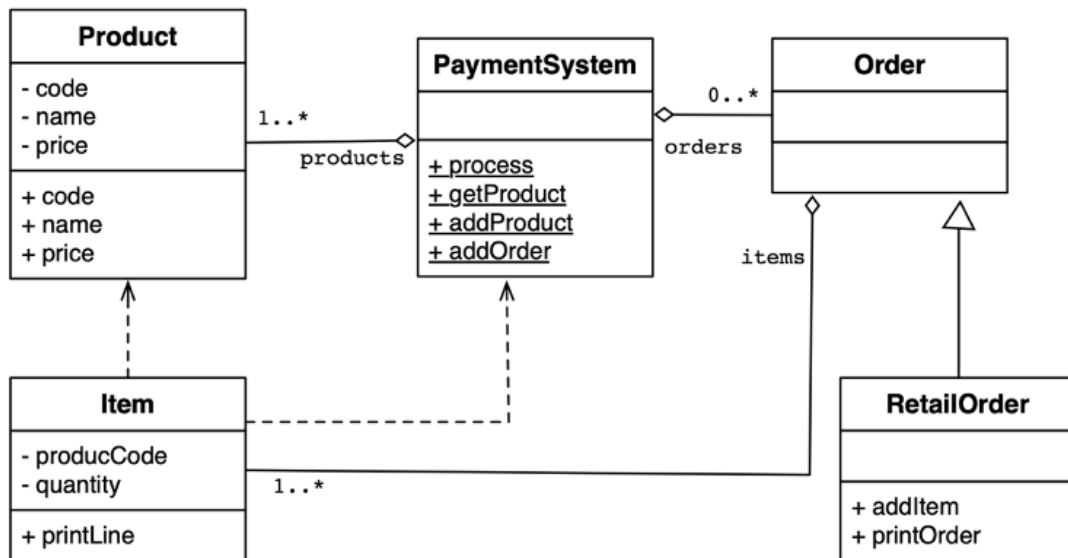 Product
- code
- name
- price
+ code
+ name
+ price
1..*
products
PaymentSystem
+ process
+ getProduct
+ addProduct
+ addOrder
0..*
orders
Order
items
Item
- producCode
- quantity
+ printLine
1..*
RetailOrder
+ addItem
+ printOrder